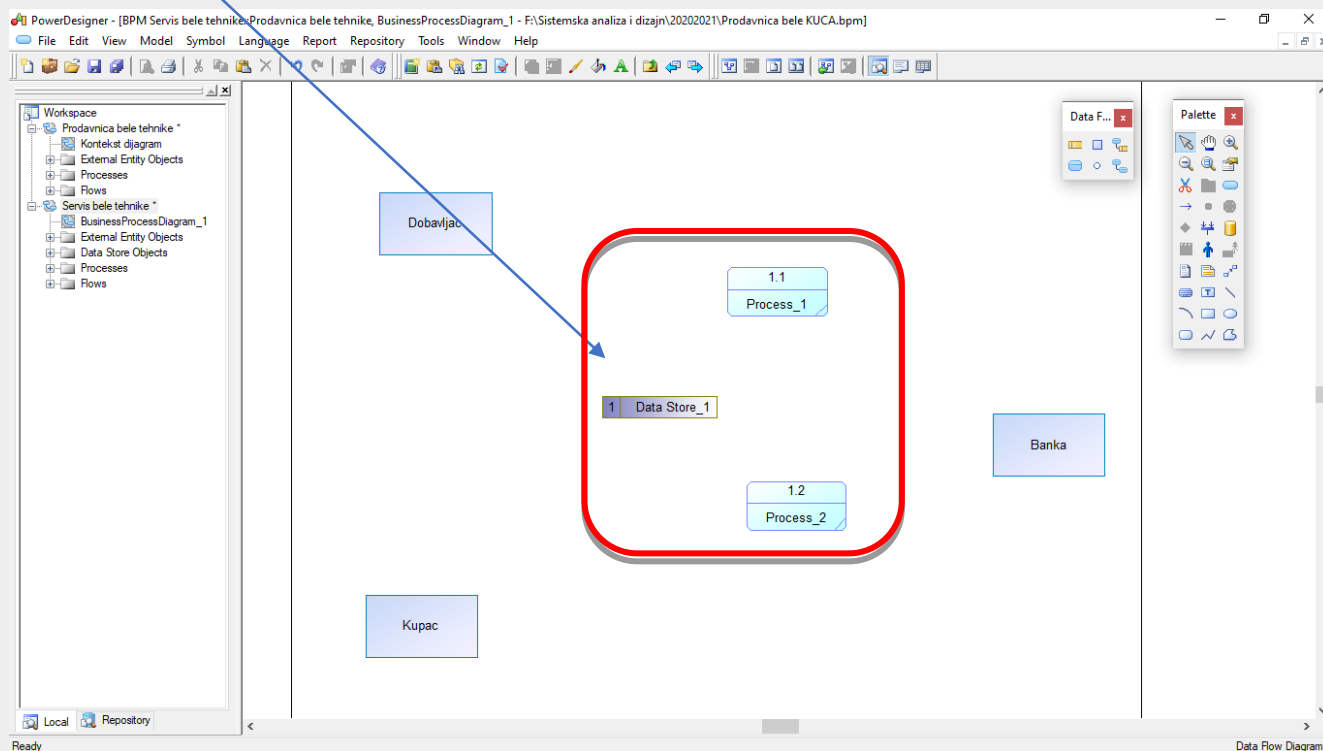 PowerDesigner - [BPM Servis bele tehnike:Prodavnica bele tehnike, BusinessProcessDiagram_1 - F:\Sistemska analiza i dizajn\20202021\Prodavnica bele KUCA.bpm]
File Edit View Model Symbol Language Report Repository Tools Window Help
Workspace
Prodavnica bele tehnike *
Kontekst dijagram
External Entity Objects
Processes
Flows
Servis bele tehnike *
BusinessProcessDiagram_1
External Entity Objects
Data Store Objects
Processes
Flows
Local Repository
Data F...
Palette
Dobavljac
1.1
Process_1
1 Data Store_1
Banka
1.2
Process_2
Kupac
Ready
Data Flow Diagram